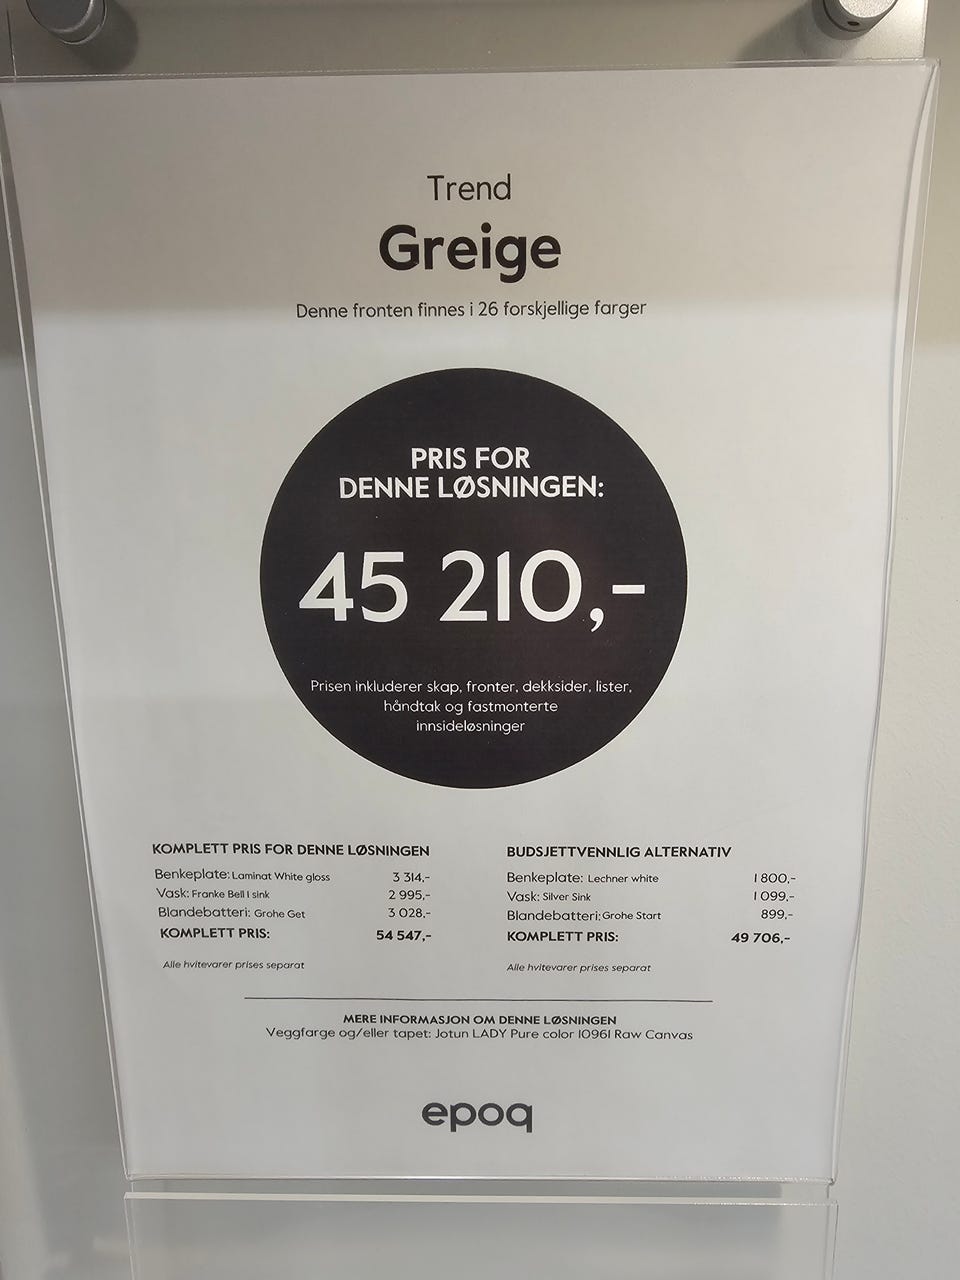 Trend
Greige
Denne fronten finnes i 26 forskjellige farger
PRIS FOR
DENNE LØSNINGEN:
45 210,-
Prisen inkluderer skap, fronter, dekksider, lister,
håndtak og fastmonterte
innsideløsninger
KOMPLETT PRIS FOR DENNE LØSNINGEN
Benkeplate: Laminat White gloss 3 314.-
Vask: Franke Bell I sink 2 995,-
Blandebatteri: Grohe Get 3 028,-
KOMPLETT PRIS: 54 547,-
Alle hvitevarer prises separat
BUDSJETTVENNLIG ALTERNATIV
Benkeplate: Lechner white 1 800,-
Vask: Silver Sink 1 099,-
Blandebatteri: Grohe Start 899,-
KOMPLETT PRIS: 49 706,-
Alle hvitevarer prises separat
MERE INFORMASJON OM DENNE LØSNINGEN
Veggfarge og/eller tapet: Jotun LADY Pure color 10961 Raw Canvas
epoq